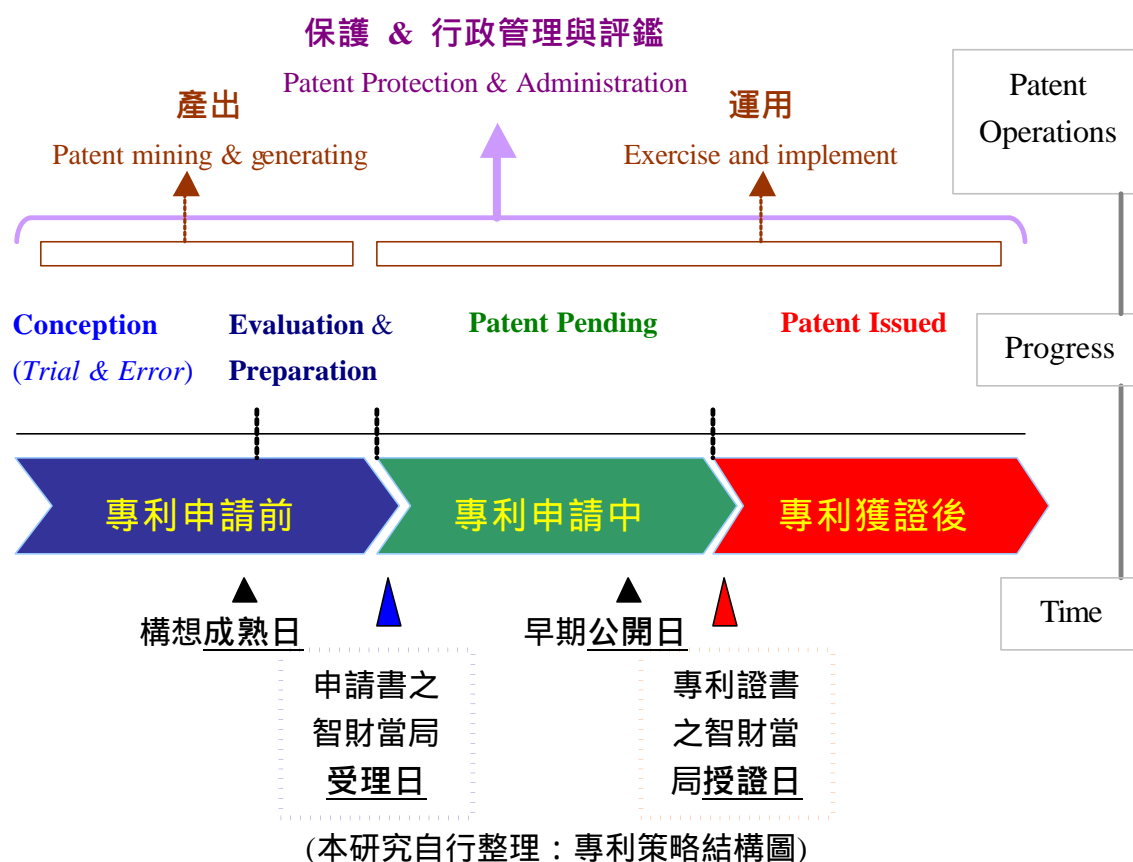 保護 & 行政管理與評鑑
Patent Protection & Administration
產出
Patent mining & generating
運用
Exercise and implement
Patent
Operations
Conception
(Trial & Error)
Evaluation &
Preparation
Patent Pending
Patent Issued
Progress
專利申請前
專利申請中
專利獲證後
Time
構想成熟日
早期公開日
申請書之
智財當局
受理日
專利證書
之智財當
局授證日
(本研究自行整理：專利策略結構圖)